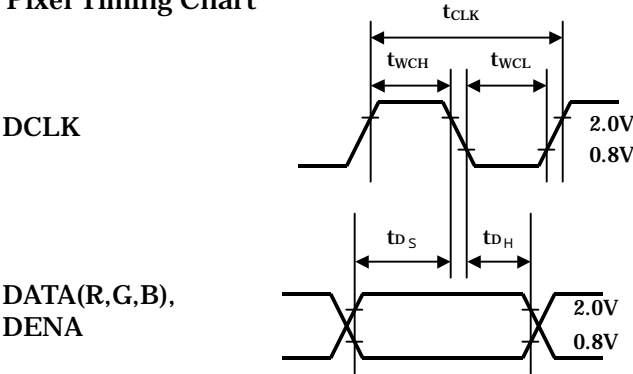 Pixel Timing Chart
tCLK
tWCH
tWCL
DCLK
2.0V
0.8V
tDS
tDH
DATA(R,G,B),
DENA
2.0V
0.8V